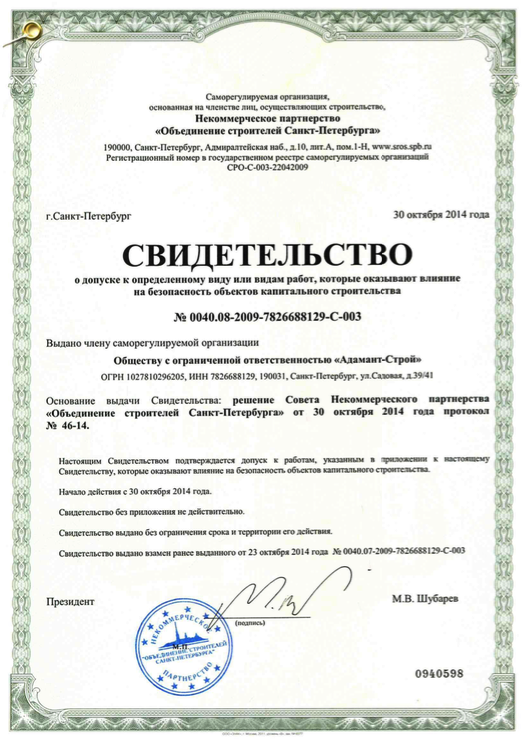 Саморегулируемая организация,
основанная на членстве лиц, осуществляющих строительство,
Некоммерческое партнерство
«Объединение строителей Санкт-Петербурга»
190000, Санкт-Петербург, Адмиралтейская наб., д.10, лит.А, пом.1-Н, www.sros.spb.ru
Регистрационный номер в государственном реестре саморегулируемых организаций
СРО-С-003-22042009
г.Санкт-Петербург
30 октября 2014 года
СВИДЕТЕЛЬСТВО
о допуске к определенному виду или видам работ, которые оказывают влияние
на безопасность объектов капитального строительства
№ 0040.08-2009-7826688129-С-003
Выдано члену саморегулируемой организации
Обществу с ограниченной ответственностью «Адамант-Строй»
ОГРН 1027810296205, ИНН 7826688129, 190031, Санкт-Петербург, ул.Садовая, д.39/41
Основание выдачи Свидетельства: решение Совета Некоммерческого партнерства
«Объединение строителей Санкт-Петербурга» от 30 октября 2014 года протокол
№ 46-14.
Настоящим Свидетельством подтверждается допуск к работам, указанным в приложении к настоящему
Свидетельству, которые оказывают влияние на безопасность объектов капитального строительства.
Начало действия с 30 октября 2014 года.
Свидетельство без приложения не действительно.
Свидетельство выдано без ограничения срока и территории его действия.
Свидетельство выдано взамен ранее выданного от 23 октября 2014 года № 0040.07-2009-7826688129-С-003
Президент
М.В. Шубарев
(подпись)
НЕКОММЕРЧЕСКОЕ
М.П.
"ОБЪЕДИНЕНИЕ СТРОИТЕЛЕЙ
САНКТ-ПЕТЕРБУРГА"
ПАРТНЕРСТВО
0940598